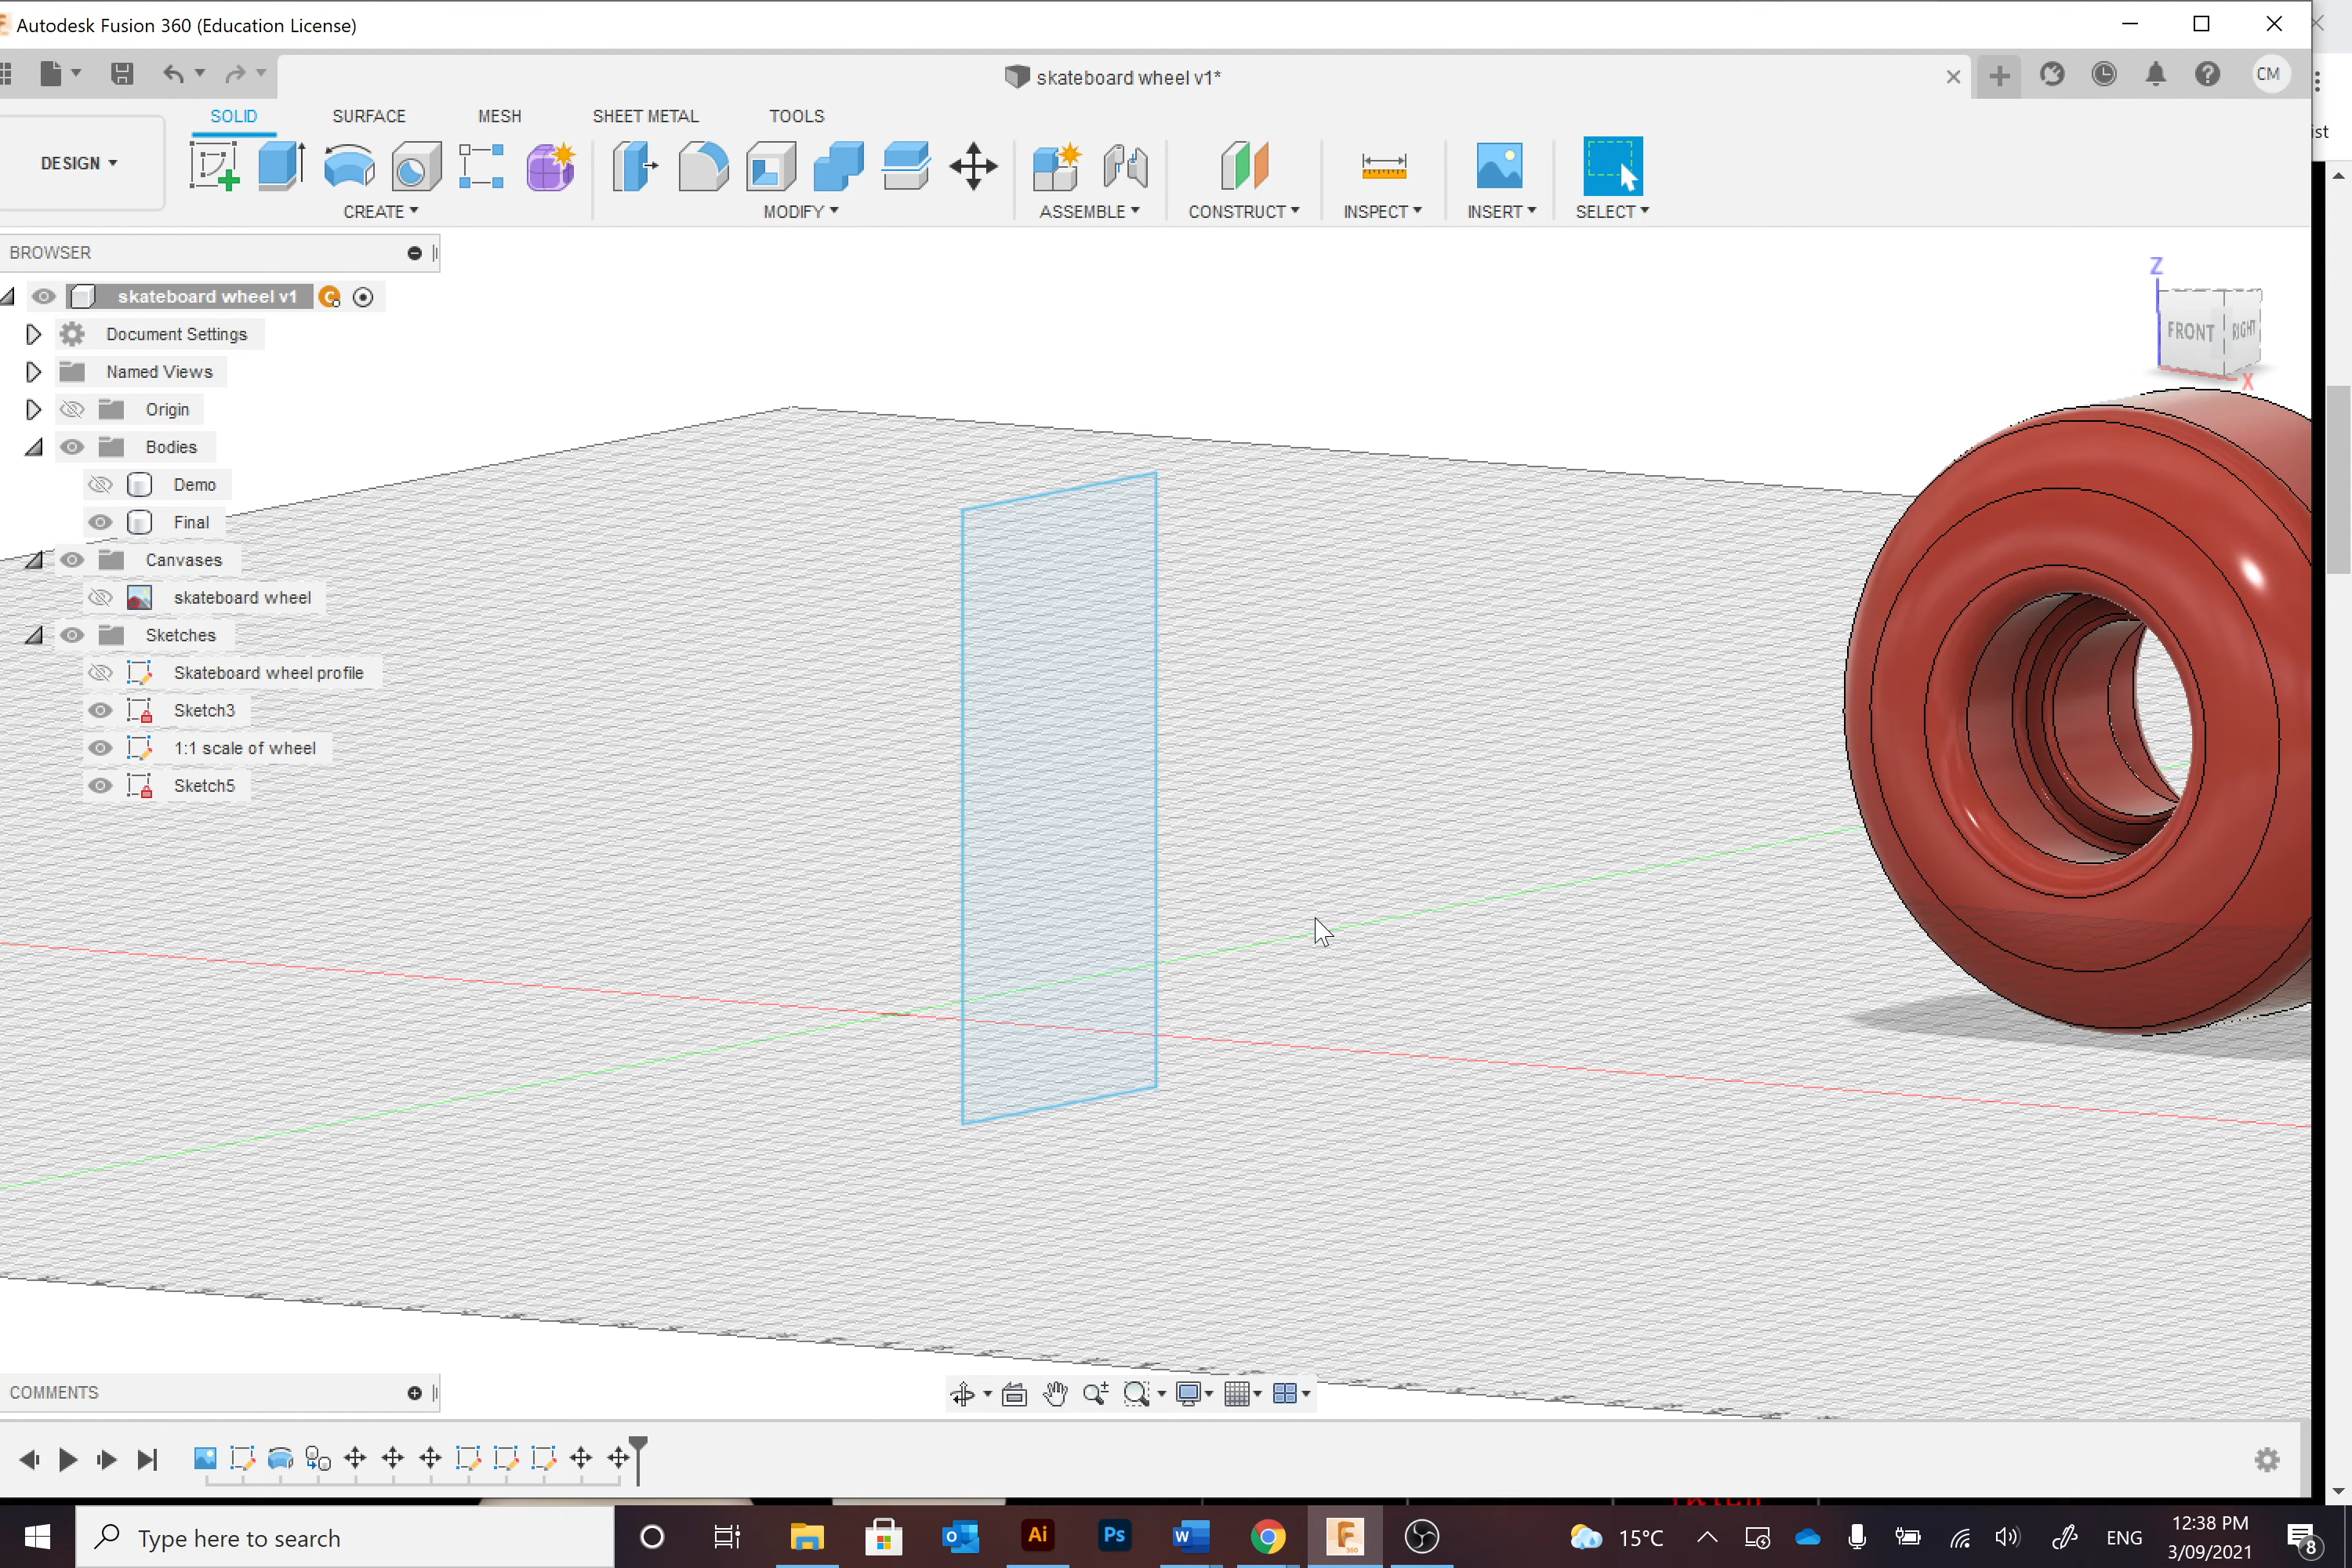 Autodesk Fusion 360 (Education License)
skateboard wheel v1*
CM
SOLID
SURFACE
MESH
SHEET METAL
TOOLS
ist
DESIGN
CREATE
MODIFY
ASSEMBLE
CONSTRUCT
INSPECT
INSERT
SELECT
BROWSER
skateboard wheel v1
Document Settings
Named Views
Origin
Bodies
Demo
Final
Canvases
skateboard wheel
Sketches
Skateboard wheel profile
Sketch3
1:1 scale of wheel
Sketch5
Z
FRONT
RIGHT
X
COMMENTS
Type here to search
Ai
Ps
W
F
360
15°C
ENG
12:38 PM
3/09/2021
8